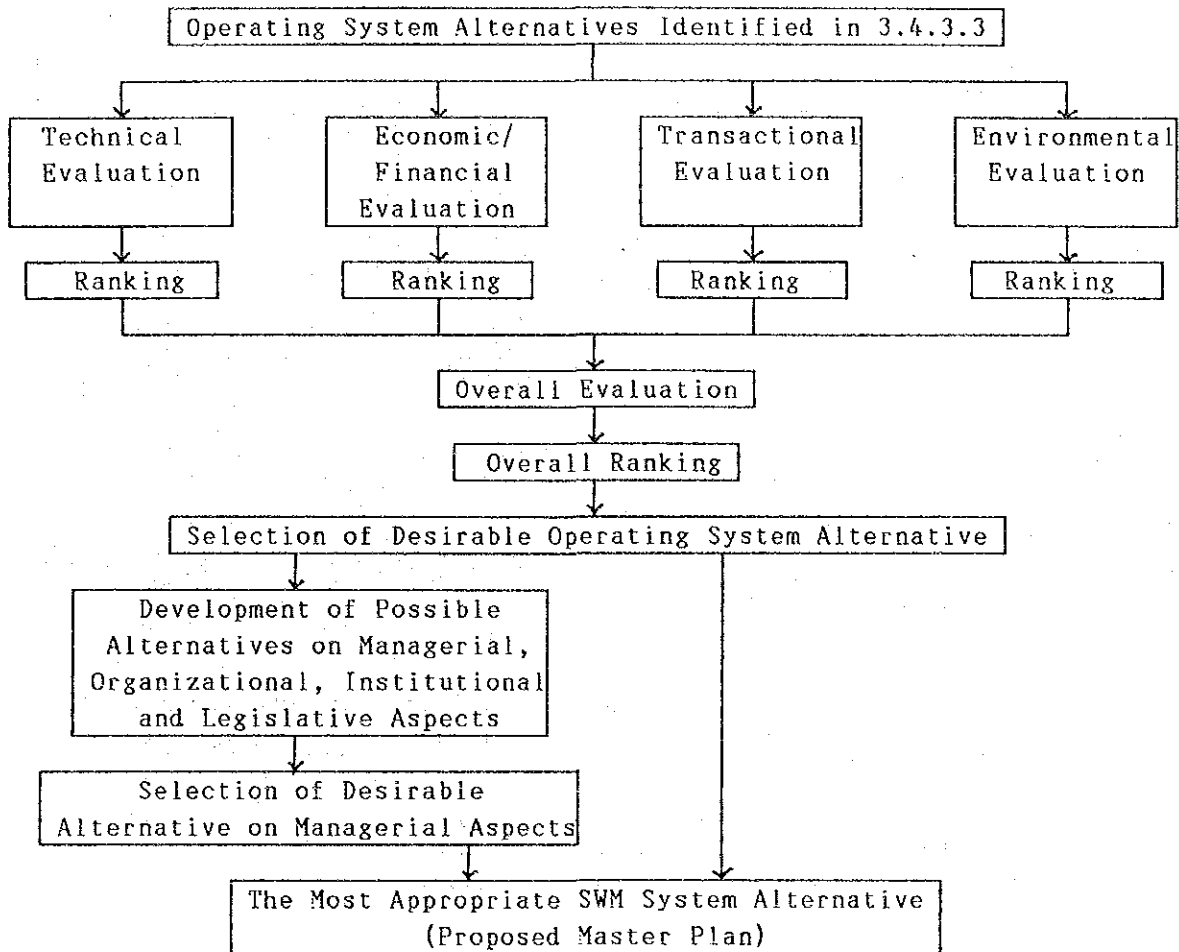 Operating System Alternatives Identified in 3.4.3.3
Technical
Evaluation
Economic/
Financial
Evaluation
Transactional
Evaluation
Environmental
Evaluation
Ranking
Ranking
Ranking
Ranking
Overall Evaluation
Overall Ranking
Selection of Desirable Operating System Alternative
Development of Possible
Alternatives on Managerial,
Organizational, Institutional
and Legislative Aspects
Selection of Desirable
Alternative on Managerial Aspects
The Most Appropriate SWM System Alternative
(Proposed Master Plan)